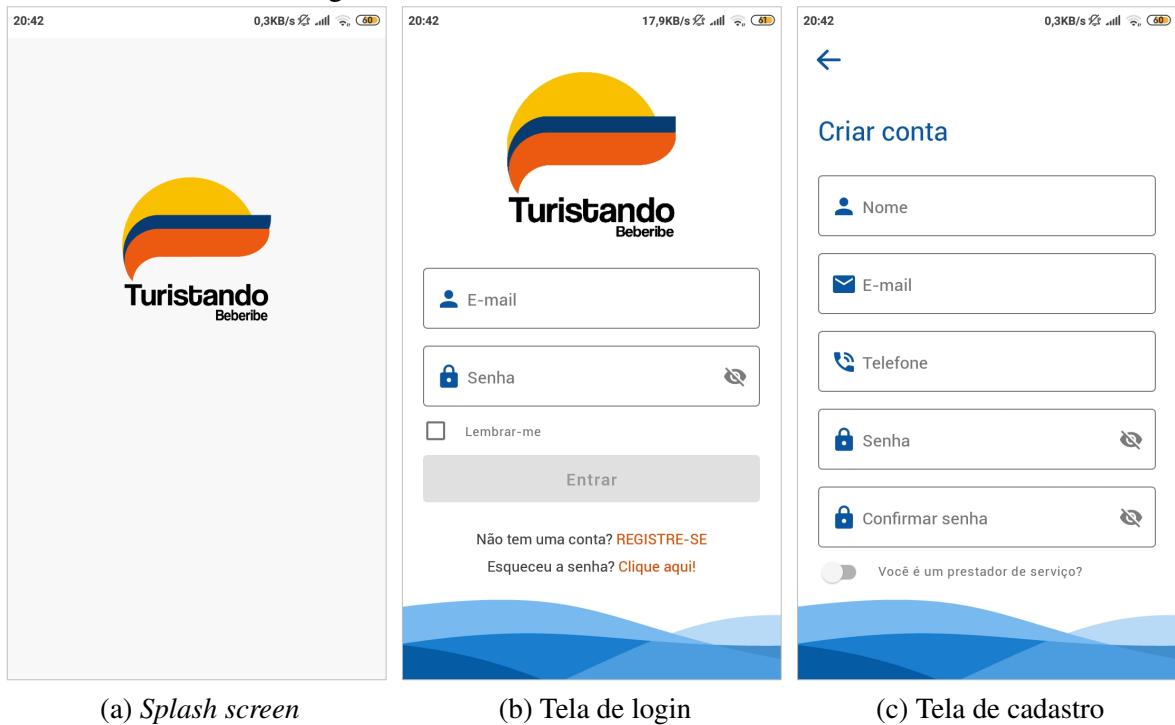 20:42
0,3KB/s
60
Turistando
Beberibe
(a) Splash screen
20:42
17,9KB/s
61
Turistando
Beberibe
E-mail
Senha
Lembrar-me
Entrar
Não tem uma conta? REGISTRE-SE
Esqueceu a senha? Clique aqui!
(b) Tela de login
20:42
0,3KB/s
60
Criar conta
Nome
E-mail
Telefone
Senha
Confirmar senha
Você é um prestador de serviço?
(c) Tela de cadastro